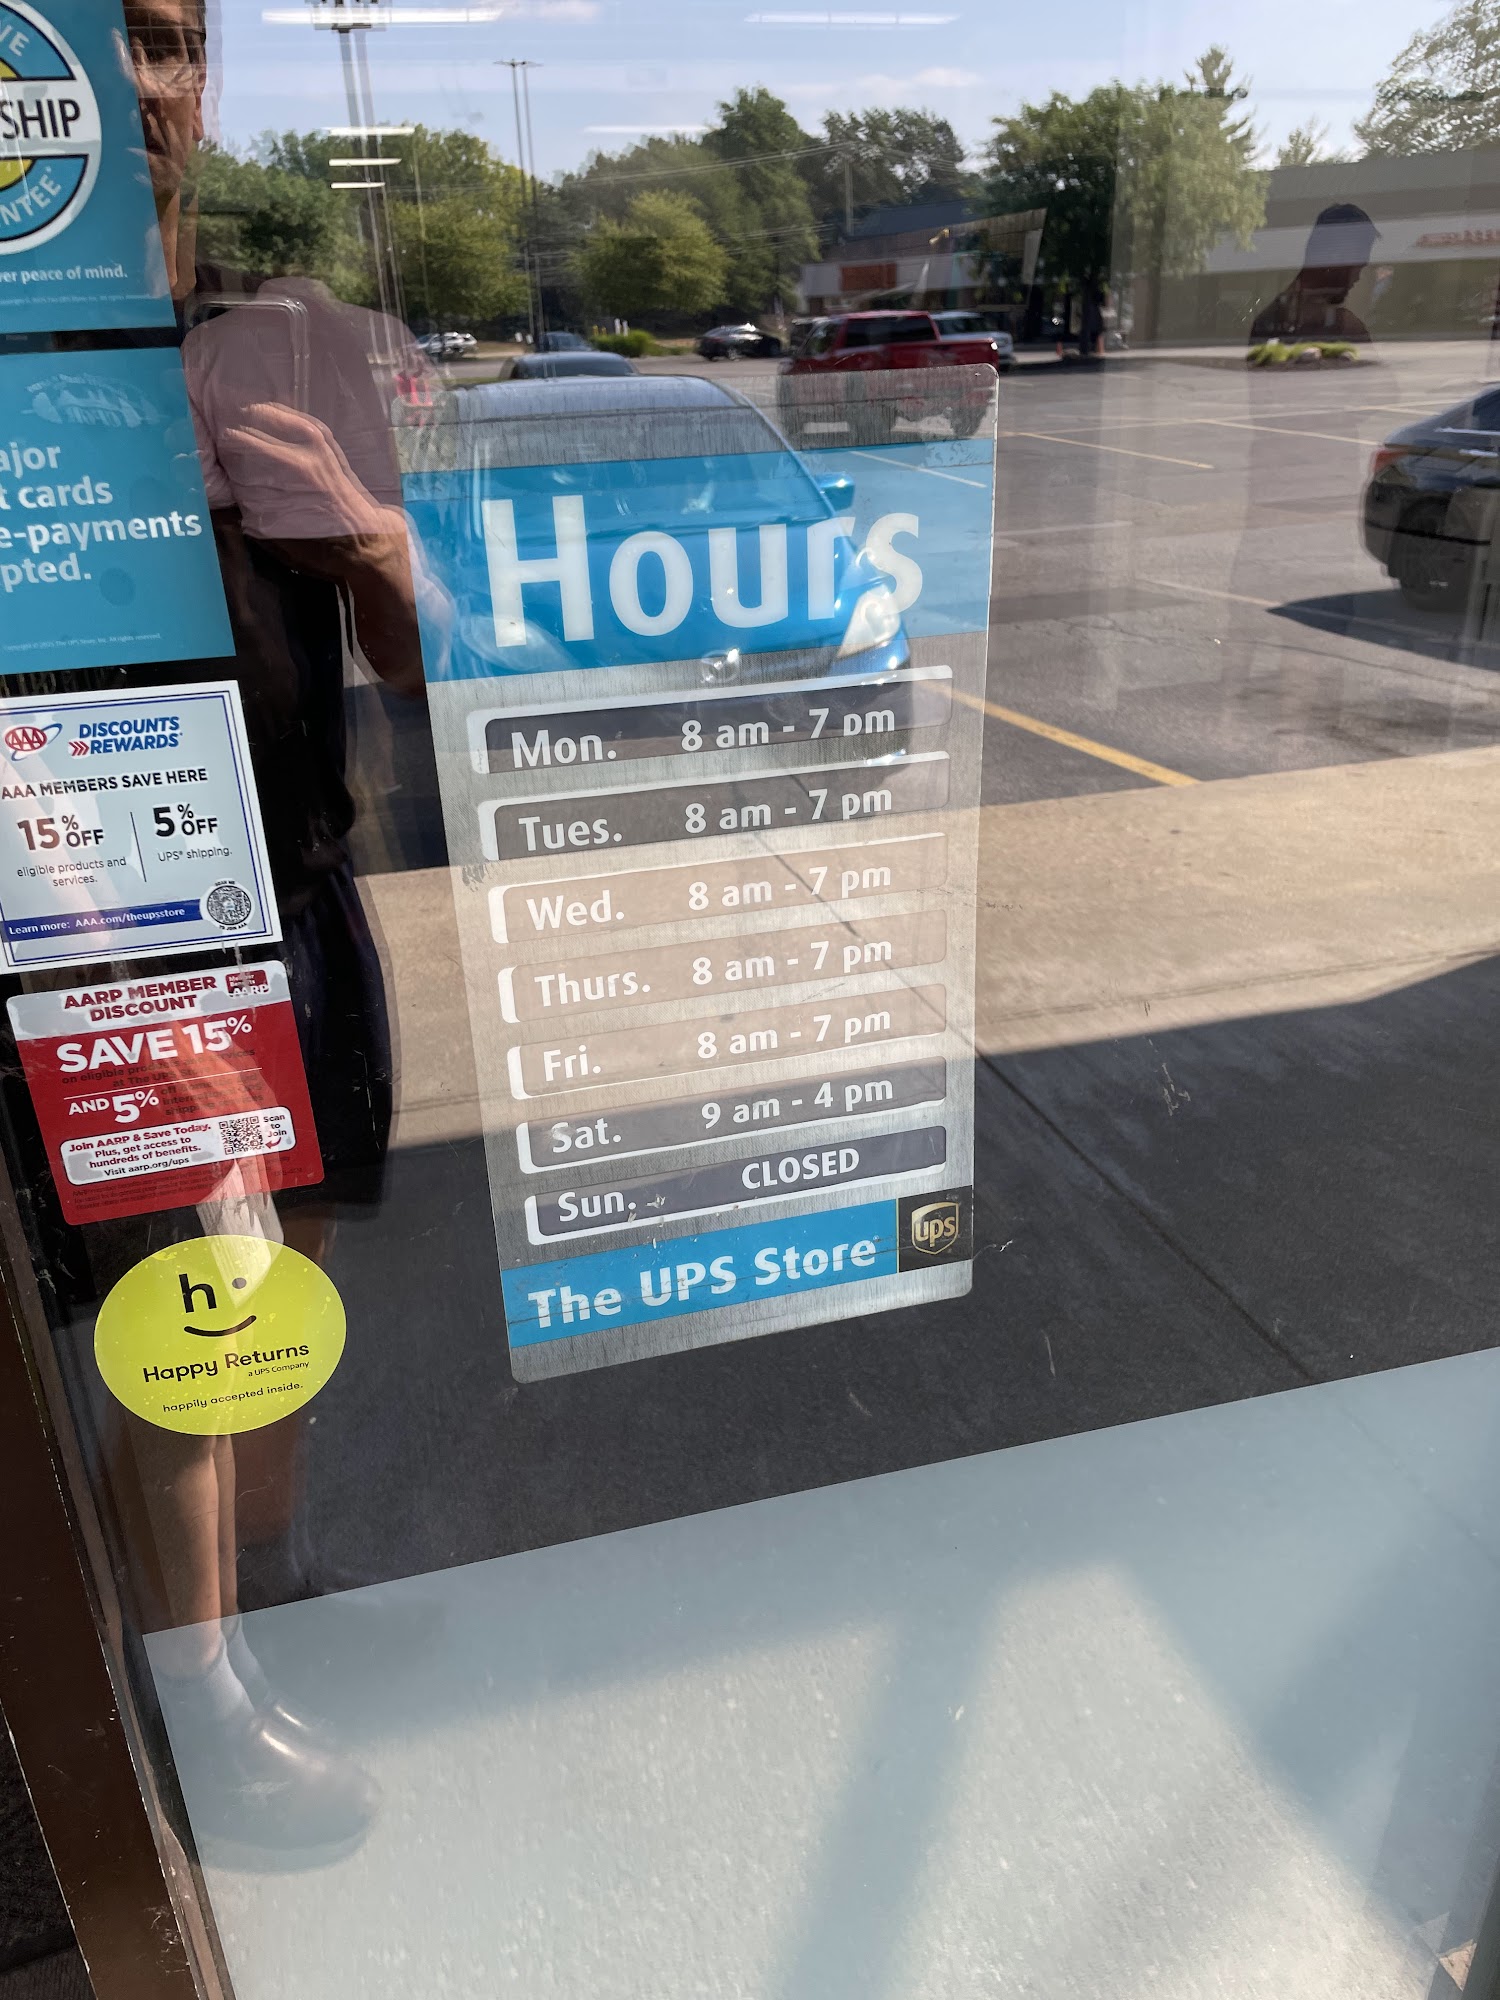 SHIP
peace of mind.
cards
e-payments
DISCOUNTS
REWARDS
AAA
AAA MEMBERS SAVE HERE
15% OFF
eligible products and
services.
5% OFF
UPS® shipping.
Learn more: AAA.com/theupsstore
AARP MEMBER
DISCOUNT
AARP
SAVE 15%
AND 5%
Join AARP & Save Today.
Plus, get access to
hundreds of benefits.
Visit aarp.org/ups
Scan
to
Join
h
Happy Returns
a UPS Company
happily accepted inside.
Hours
Mon. 8 am - 7 pm
Tues. 8 am - 7 pm
Wed. 8 am - 7 pm
Thurs. 8 am - 7 pm
Fri. 8 am - 7 pm
Sat. 9 am - 4 pm
Sun. CLOSED
The UPS Store
ups